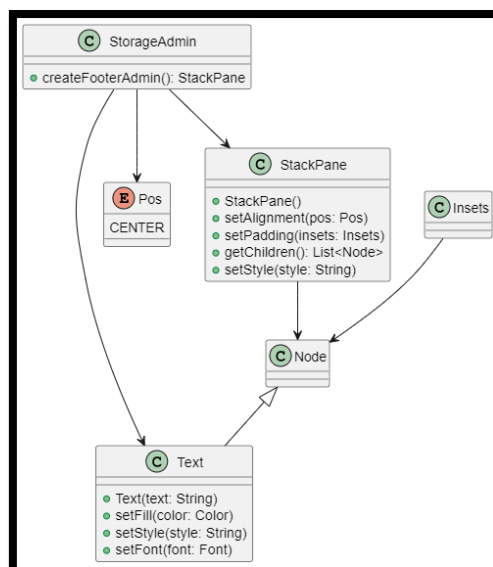 C StorageAdmin
createFooterAdmin(): StackPane
C StackPane
StackPane()
setAlignment(pos: Pos)
setPadding(insets: Insets)
getChildren(): List<Node>
setStyle(style: String)
E Pos
CENTER
C Insets
C Node
C Text
Text(text: String)
setFill(color: Color)
setStyle(style: String)
setFont(font: Font)